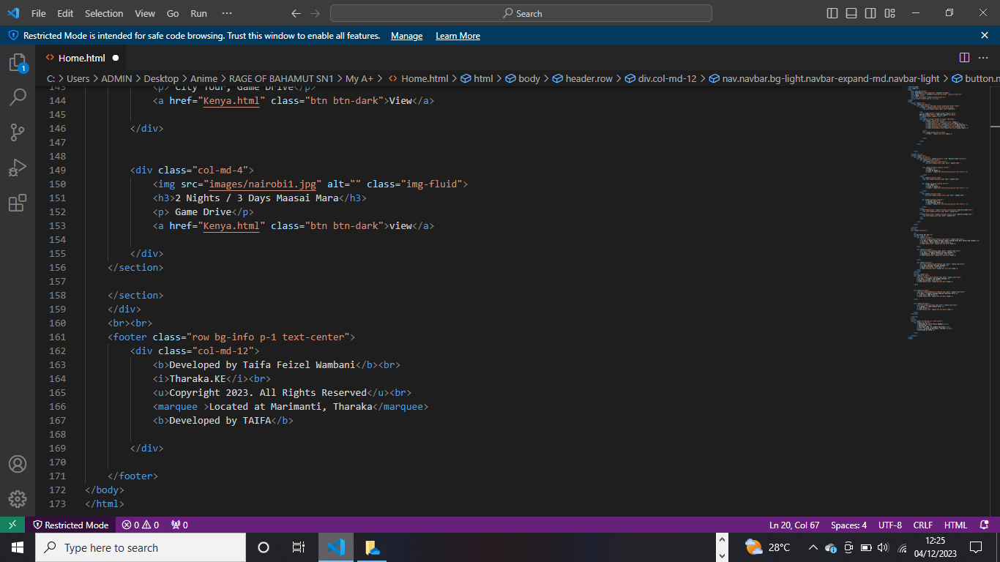 File Edit Selection View Go Run ··· Search
Restricted Mode is intended for safe code browsing. Trust this window to enable all features. Manage Learn More
<> Home.html
C: > Users > ADMIN > Desktop > Anime > RAGE OF BAHAMUT SN1 > My A+ > <> Home.html > html > body > header.row > div.col-md-12 > nav.navbar.bg-light.navbar-expand-md.navbar-light > button.n
143 <p> City Tour, Game Drive</p>
144 <a href="Kenya.html" class="btn btn-dark">View</a>
145
146 </div>
147
148
149 <div class="col-md-4">
150 <img src="images/nairobi1.jpg" alt="" class="img-fluid">
151 <h3>2 Nights / 3 Days Maasai Mara</h3>
152 <p> Game Drive</p>
153 <a href="Kenya.html" class="btn btn-dark">view</a>
154
155 </div>
156 </section>
157
158 </section>
159 </div>
160 <br><br>
161 <footer class="row bg-info p-1 text-center">
162 <div class="col-md-12">
163 <b>Developed by Taifa Feizel Wambani</b><br>
164 <i>Tharaka.KE</i><br>
165 <u>Copyright 2023. All Rights Reserved</u><br>
166 <marquee >Located at Marimanti, Tharaka</marquee>
167 <b>Developed by TAIFA</b>
168
169 </div>
170
171 </footer>
172 </body>
173 </html>
1
Restricted Mode 0 0 0 Ln 20, Col 67 Spaces: 4 UTF-8 CRLF HTML
Type here to search 28°C 12:25
04/12/2023